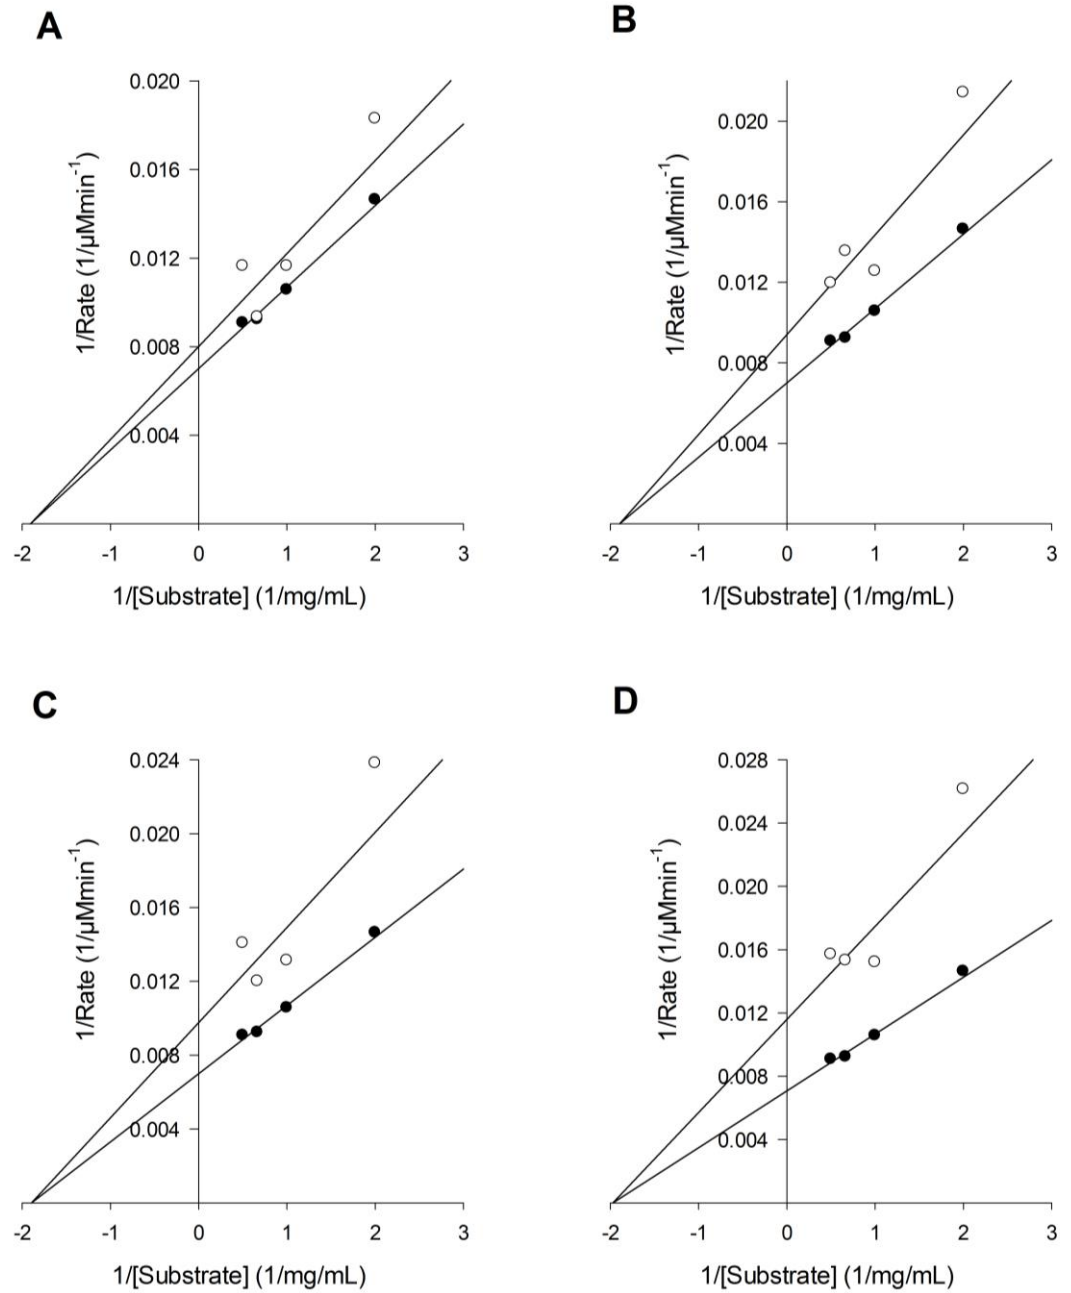 A
1/Rate (1/µMmin⁻¹)
0.020
0.016
0.012
0.008
0.004
-2 -1 0 1 2 3
1/[Substrate] (1/mg/mL)
B
1/Rate (1/µMmin⁻¹)
0.020
0.016
0.012
0.008
0.004
-2 -1 0 1 2 3
1/[Substrate] (1/mg/mL)
C
1/Rate (1/µMmin⁻¹)
0.024
0.020
0.016
0.012
0.008
0.004
-2 -1 0 1 2 3
1/[Substrate] (1/mg/mL)
D
1/Rate (1/µMmin⁻¹)
0.028
0.024
0.020
0.016
0.012
0.008
0.004
-2 -1 0 1 2 3
1/[Substrate] (1/mg/mL)